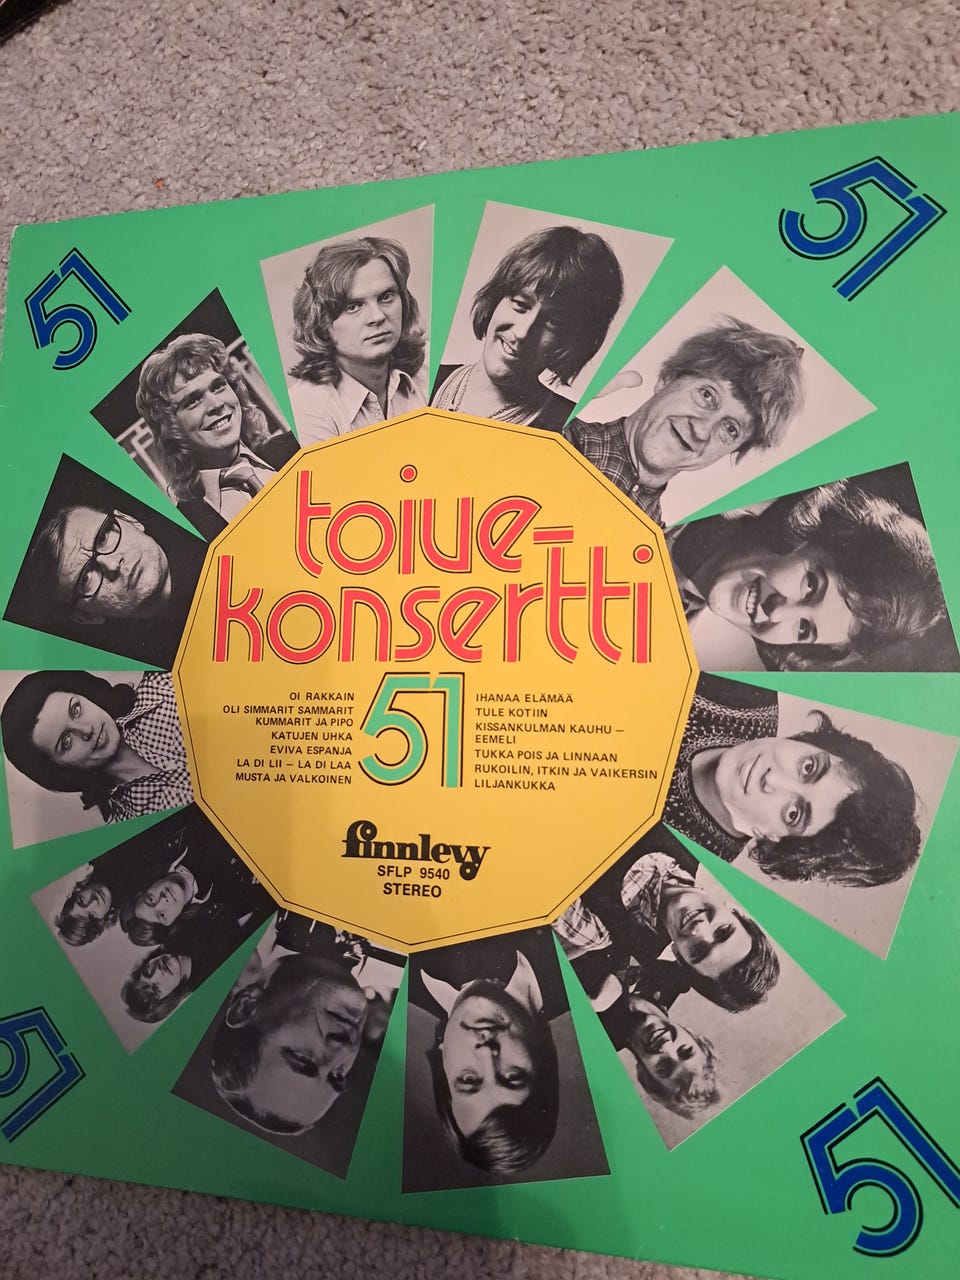 51
51
toive-
konsertti
51
OI RAKKAIN
OLI SIMMARIT SAMMARIT
KUMMARIT JA PIPO
KATUJEN UHKA
EVIVA ESPANJA
LA DI LII – LA DI LAA
MUSTA JA VALKOINEN
IHANAA ELÄMÄÄ
TULE KOTIIN
KISSANKULMAN KAUHU –
EEMELI
TUKKA POIS JA LINNAAN
RUKOILIN, ITKIN JA VAIKERSIN
LILJANKUKKA
finnlevy
SFLP 9540
STEREO
51
51